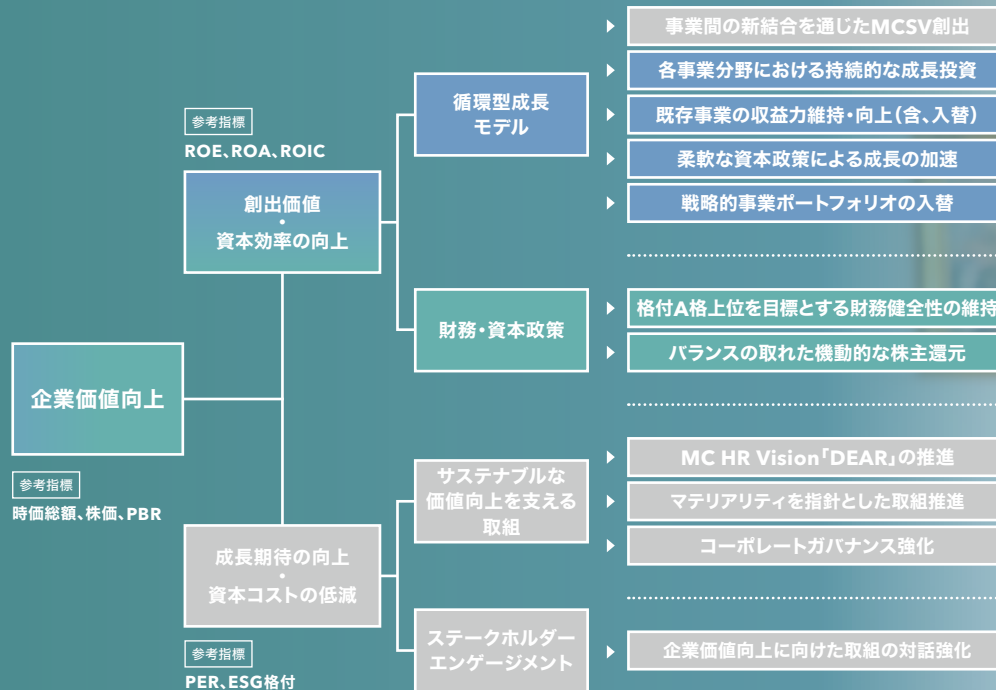 企業価値向上
参考指標
時価総額、株価、PBR
参考指標
ROE、ROA、ROIC
創出価値
・
資本効率の向上
循環型成長
モデル
事業間の新結合を通じたMCSV創出
各事業分野における持続的な成長投資
既存事業の収益力維持・向上(含、入替)
柔軟な資本政策による成長の加速
戦略的事業ポートフォリオの入替
財務・資本政策
格付A格上位を目標とする財務健全性の維持
バランスの取れた機動的な株主還元
成長期待の向上
・
資本コストの低減
参考指標
PER、ESG格付
サステナブルな
価値向上を支える
取組
MC HR Vision「DEAR」の推進
マテリアリティを指針とした取組推進
コーポレートガバナンス強化
ステークホルダー
エンゲージメント
企業価値向上に向けた取組の対話強化